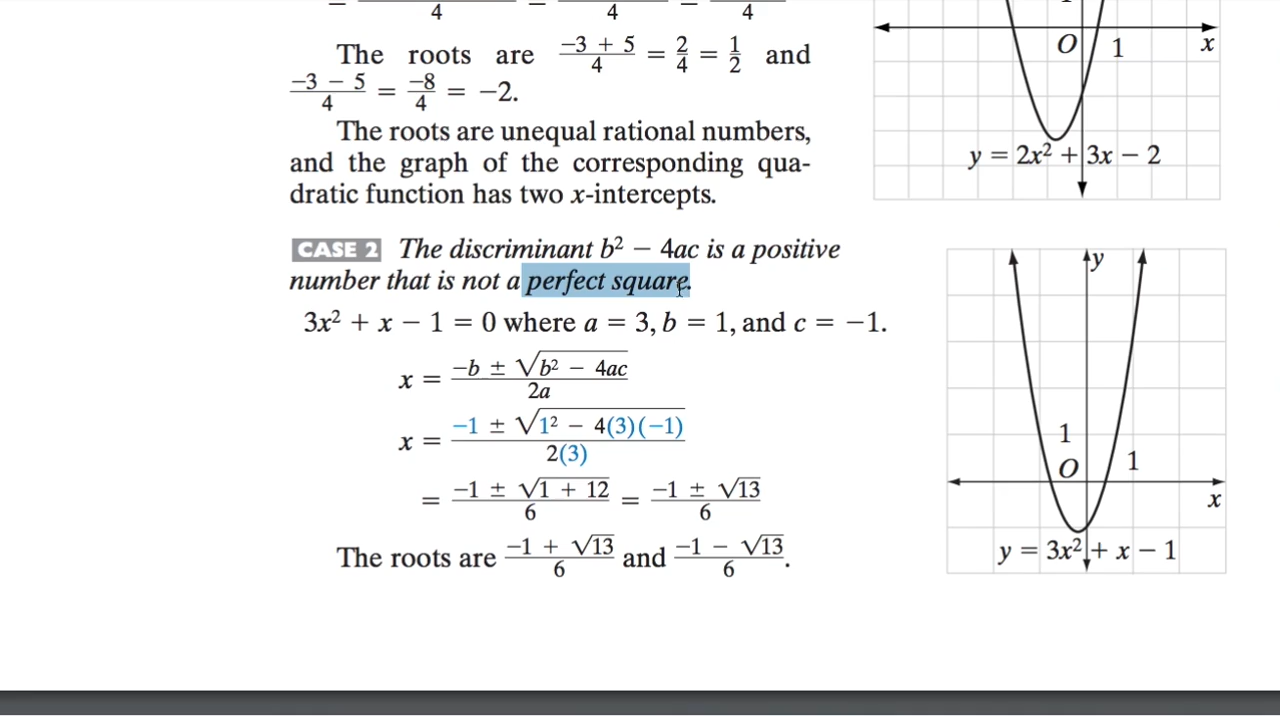 4 4 4
The roots are (−3 + 5)/4 = 2/4 = 1/2 and
(−3 − 5)/4 = −8/4 = −2.
The roots are unequal rational numbers,
and the graph of the corresponding qua-
dratic function has two x-intercepts.
O 1 x
y = 2x² + 3x − 2
CASE 2 The discriminant b² − 4ac is a positive
number that is not a perfect square.
3x² + x − 1 = 0 where a = 3, b = 1, and c = −1.
x = (−b ± √(b² − 4ac))/2a
x = (−1 ± √(1² − 4(3)(−1)))/2(3)
= (−1 ± √(1 + 12))/6 = (−1 ± √13)/6
The roots are (−1 + √13)/6 and (−1 − √13)/6.
y
1
O 1
x
y = 3x² + x − 1